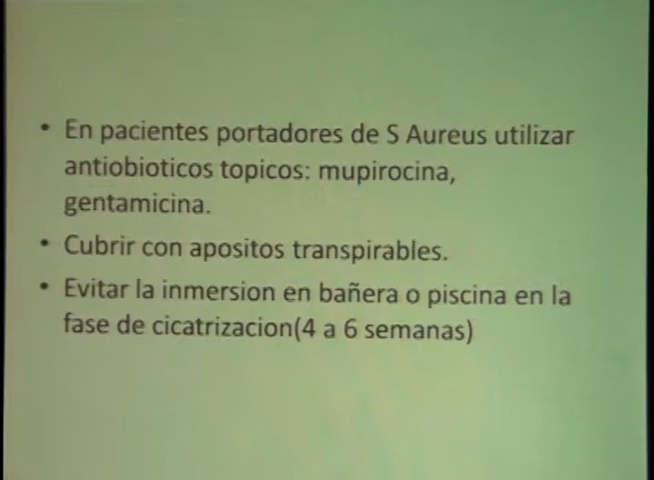 • En pacientes portadores de S Aureus utilizar
antiobioticos topicos: mupirocina,
gentamicina.
• Cubrir con apositos transpirables.
• Evitar la inmersion en bañera o piscina en la
fase de cicatrizacion(4 a 6 semanas)